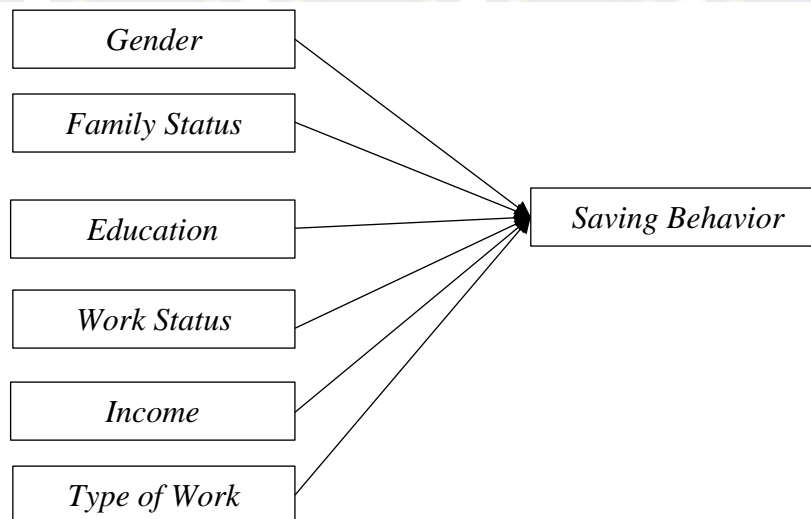 Gender
Family Status
Education
Saving Behavior
Work Status
Income
Type of Work